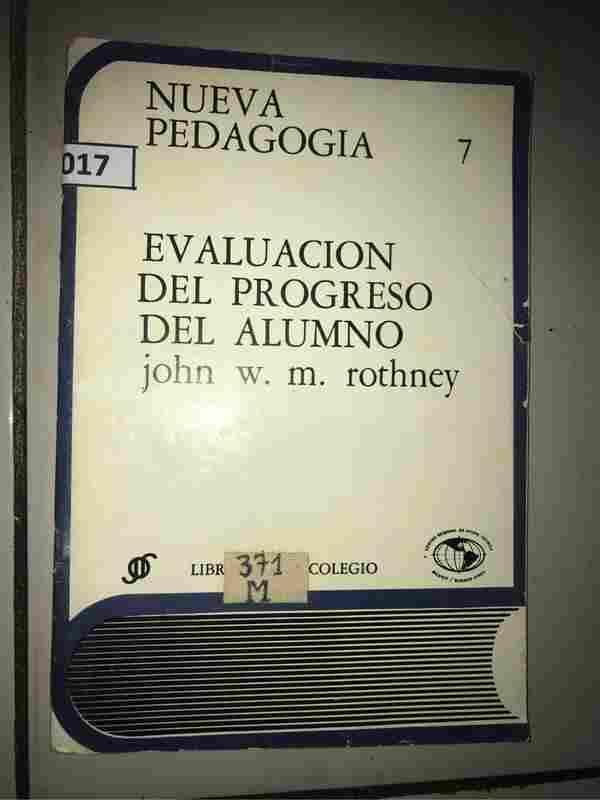 NUEVA
PEDAGOGIA 7
017
EVALUACION
DEL PROGRESO
DEL ALUMNO
john w. m. rothney
371
M
LIBR COLEGIO